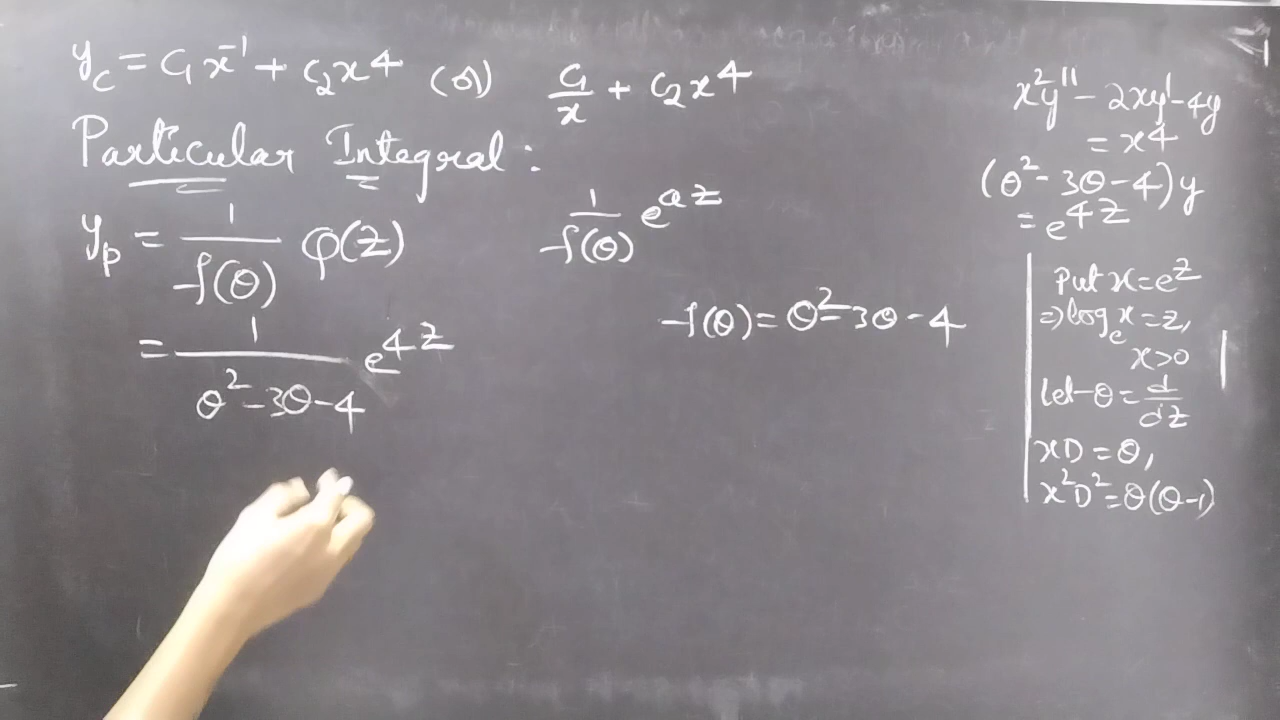 y_c = c₁x⁻¹ + c₂x⁴ (or) c₁/x + c₂x⁴
Particular Integral :
y_p = 1/f(θ) φ(z)
1/f(θ) e^{az}
= 1/(θ² - 3θ - 4) e^{4z}
f(θ) = θ² - 3θ - 4
x²y'' - 2xy' - 4y
= x⁴
(θ² - 3θ - 4)y
= e^{4z}
Put x = e^z
⇒ log_e x = z,
x > 0
let θ = d/dz
xD = θ,
x²D² = θ(θ-1)